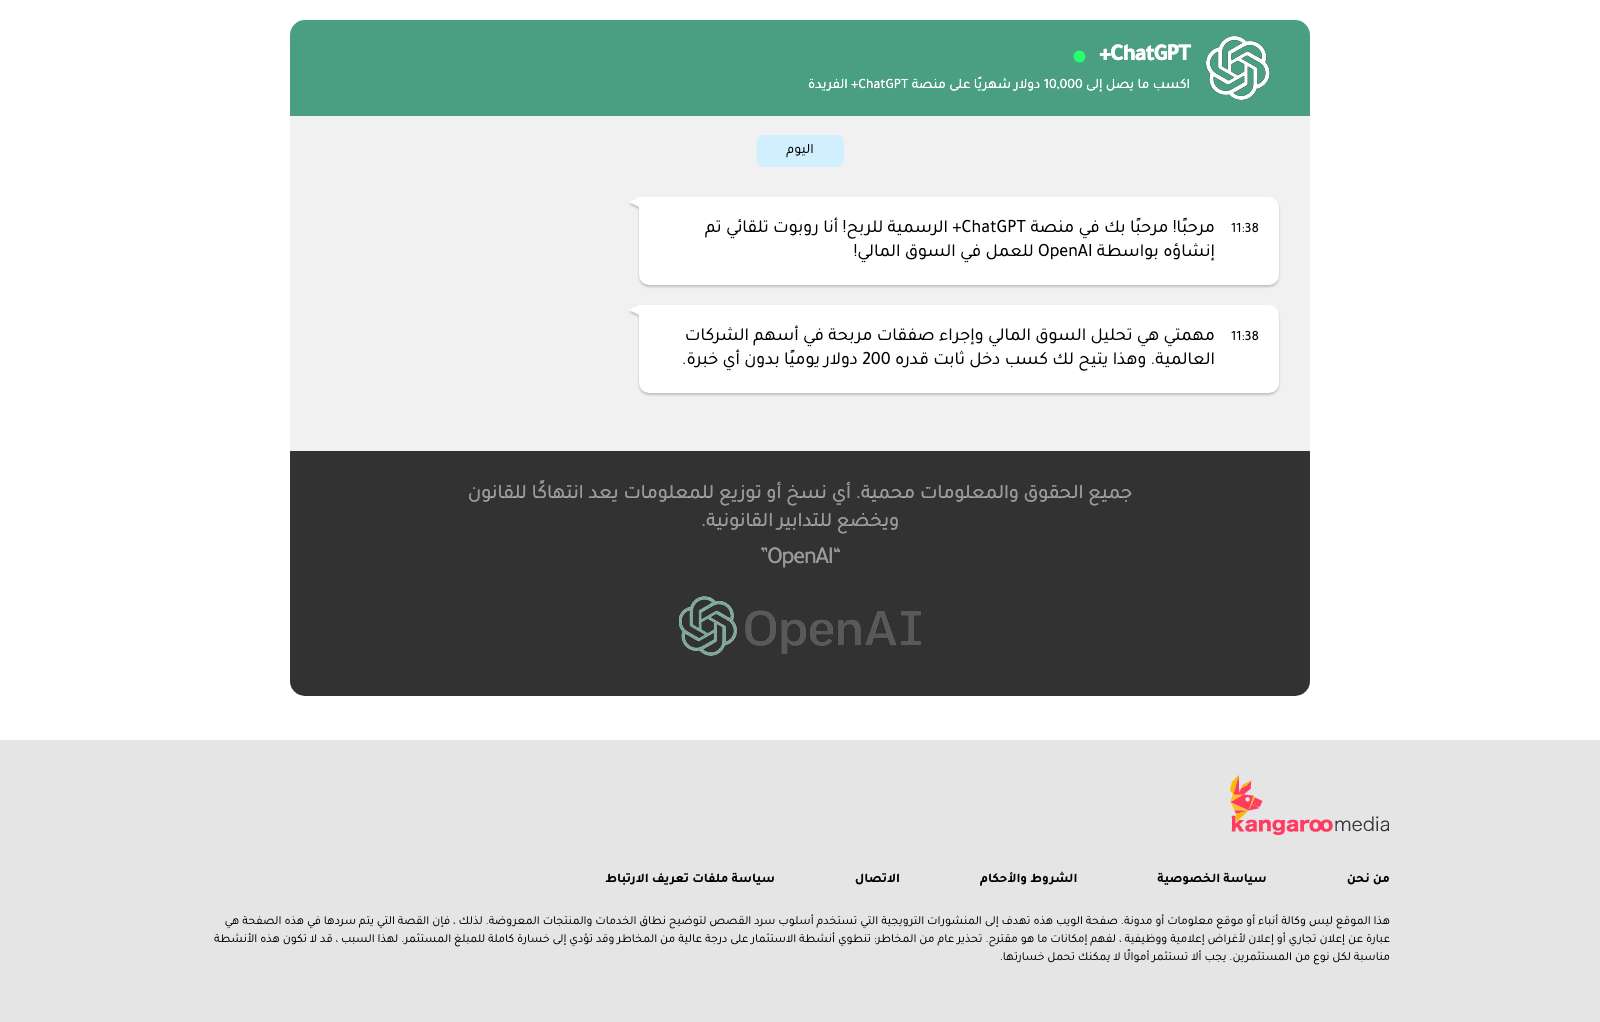 ChatGPT+
اكسب ما يصل إلى 10,000 دولار شهريًا على منصة ChatGPT+ الفريدة
اليوم
11:38
مرحبًا! مرحبًا بك في منصة ChatGPT+ الرسمية للربح! أنا روبوت تلقائي تم
إنشاؤه بواسطة OpenAI للعمل في السوق المالي!
11:38
مهمتي هي تحليل السوق المالي وإجراء صفقات مربحة في أسهم الشركات
العالمية. وهذا يتيح لك كسب دخل ثابت قدره 200 دولار يوميًا بدون أي خبرة.
جميع الحقوق والمعلومات محمية. أي نسخ أو توزيع للمعلومات يعد انتهاكًا للقانون
ويخضع للتدابير القانونية.
“OpenAI”
OpenAI
kangaroomedia
من نحن
سياسة الخصوصية
الشروط والأحكام
الاتصال
سياسة ملفات تعريف الارتباط
هذا الموقع ليس وكالة أنباء أو موقع معلومات أو مدونة. صفحة الويب هذه تهدف إلى المنشورات الترويجية التي تستخدم أسلوب سرد القصص لتوضيح نطاق الخدمات والمنتجات المعروضة. لذلك ، فإن القصة التي يتم سردها في هذه الصفحة هي
عبارة عن إعلان تجاري أو إعلان لأغراض إعلامية ووظيفية ، لفهم إمكانات ما هو مقترح. تحذير عام من المخاطر: تنطوي أنشطة الاستثمار على درجة عالية من المخاطر وقد تؤدي إلى خسارة كاملة للمبلغ المستثمر. لهذا السبب ، قد لا تكون هذه الأنشطة
مناسبة لكل نوع من المستثمرين. يجب ألا تستثمر أموالًا لا يمكنك تحمل خسارتها.